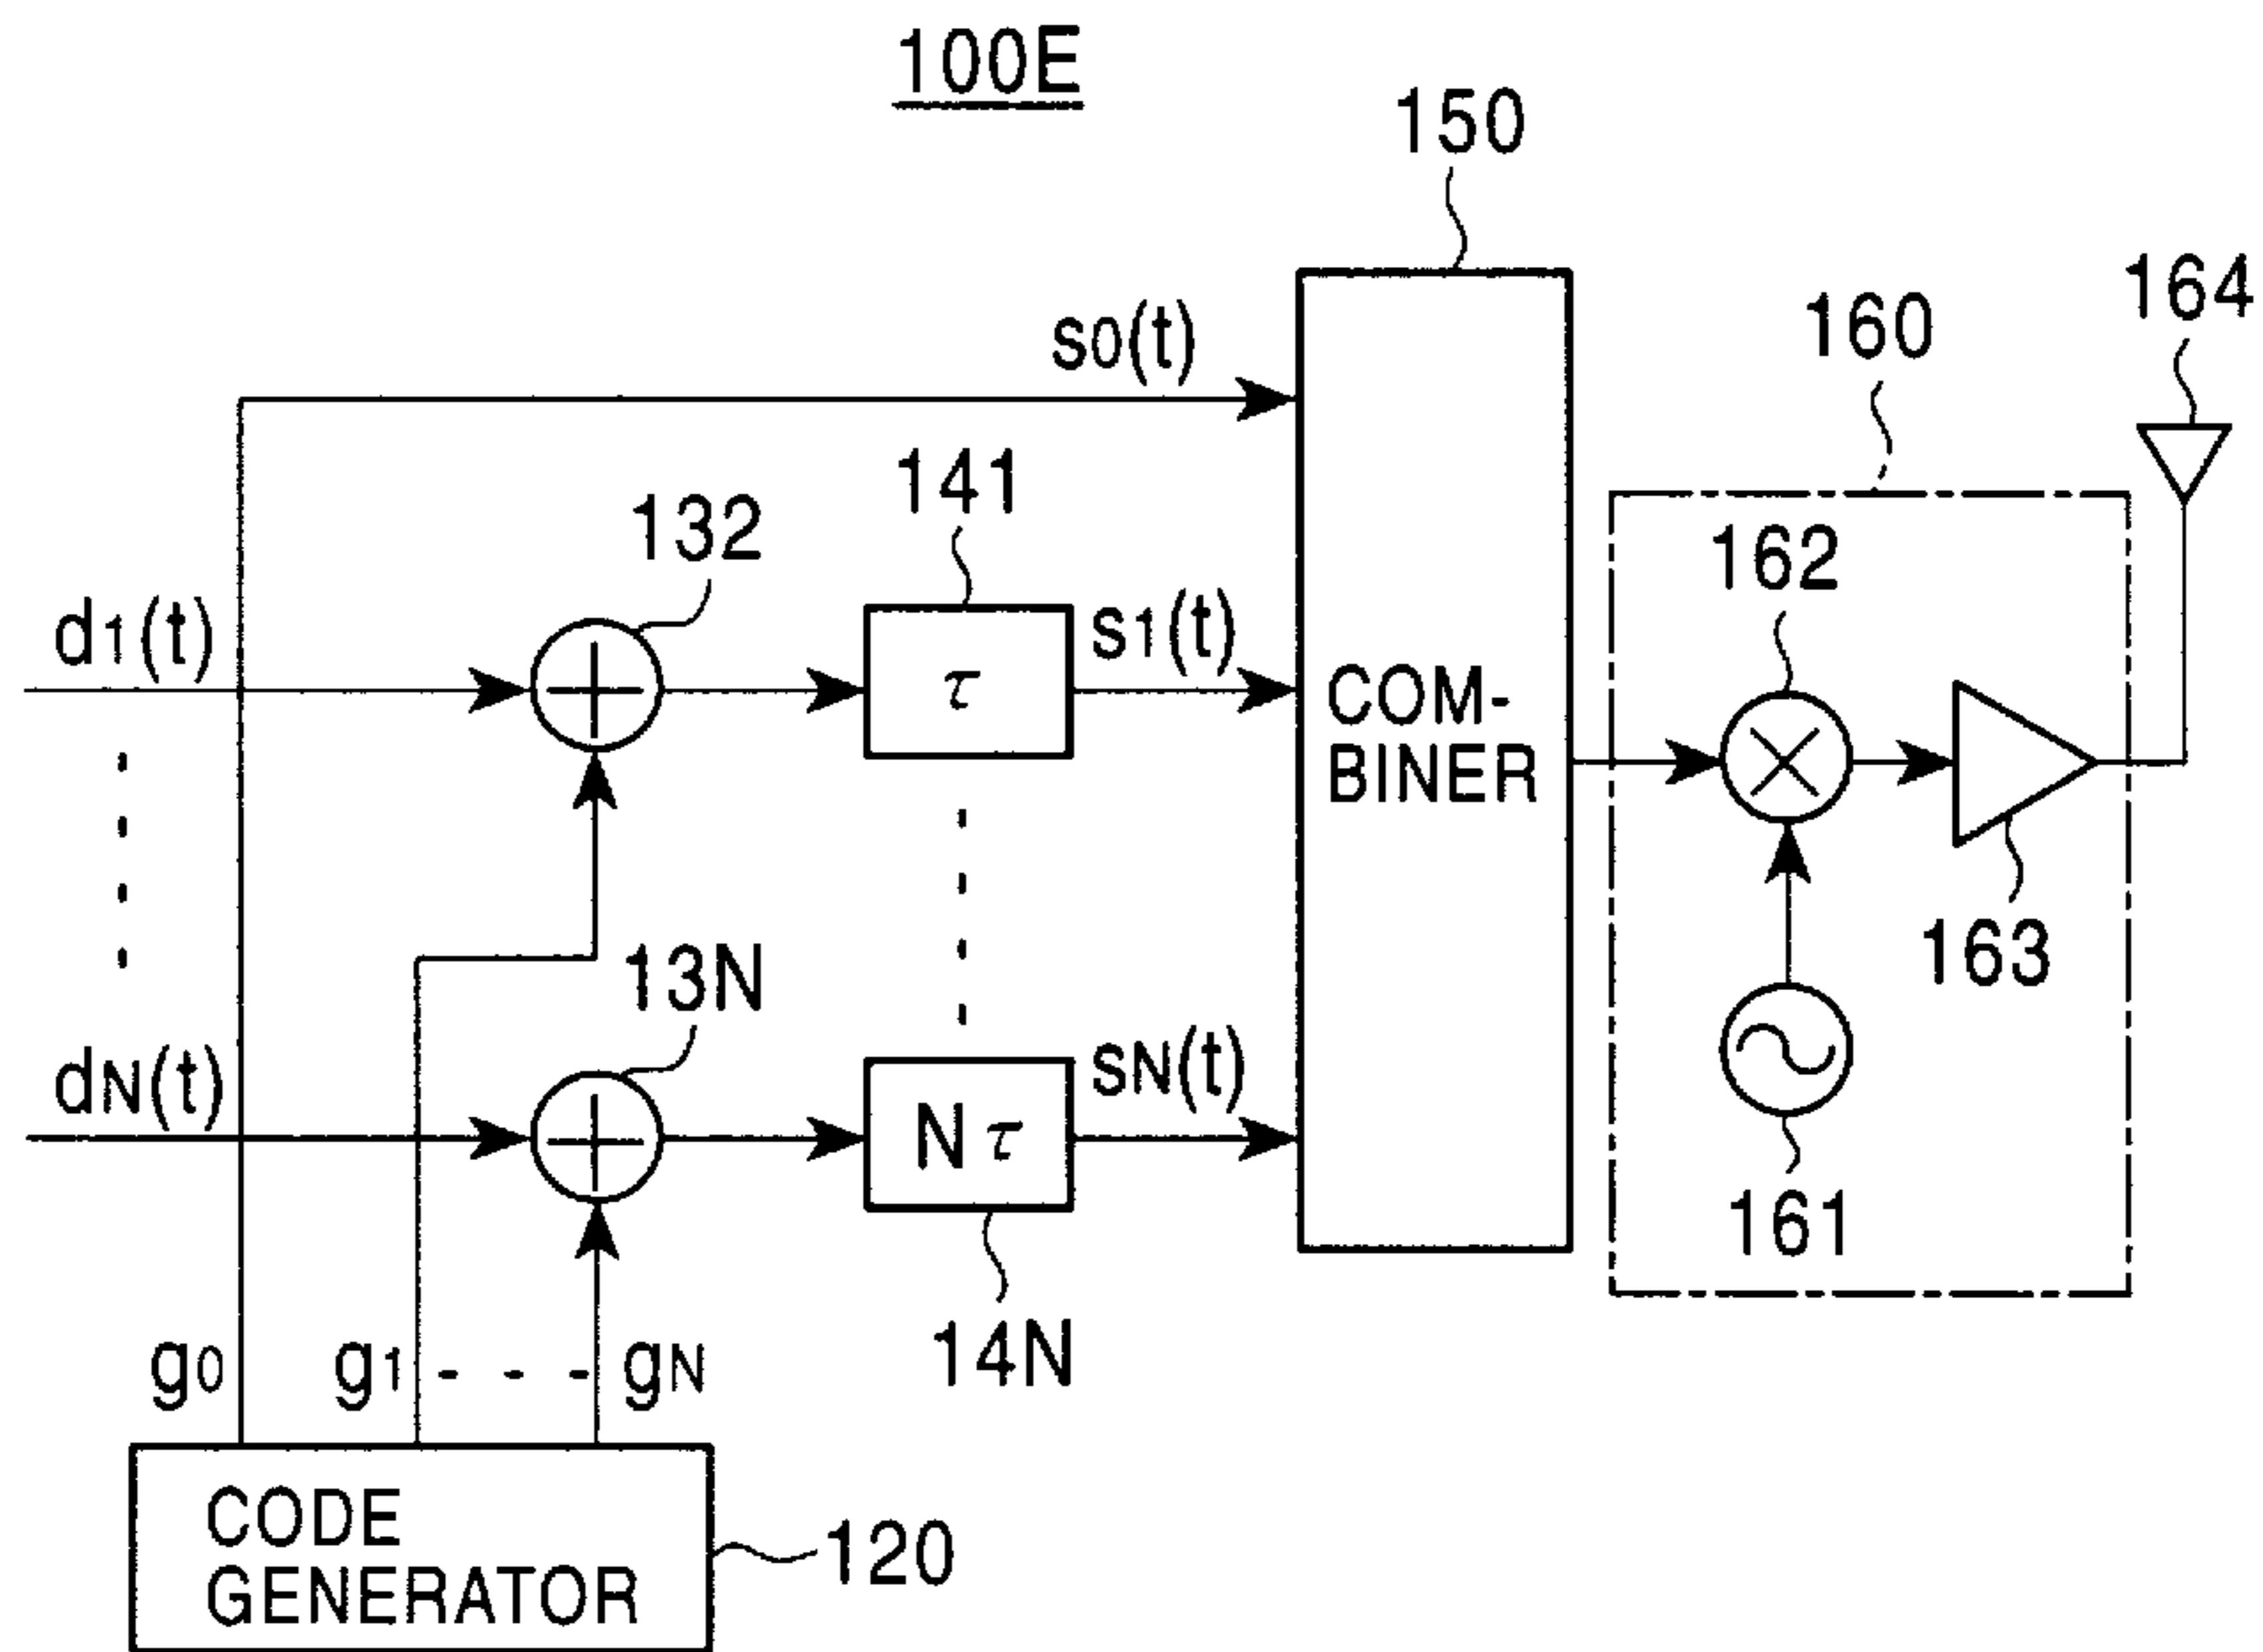 100E
150
164
160
s0(t)
141
132
162
d1(t)
s1(t)
τ
COM-
BINER
13N
163
dN(t)
sN(t)
Nτ
161
14N
g0 g1 - - - gN
CODE
GENERATOR
120